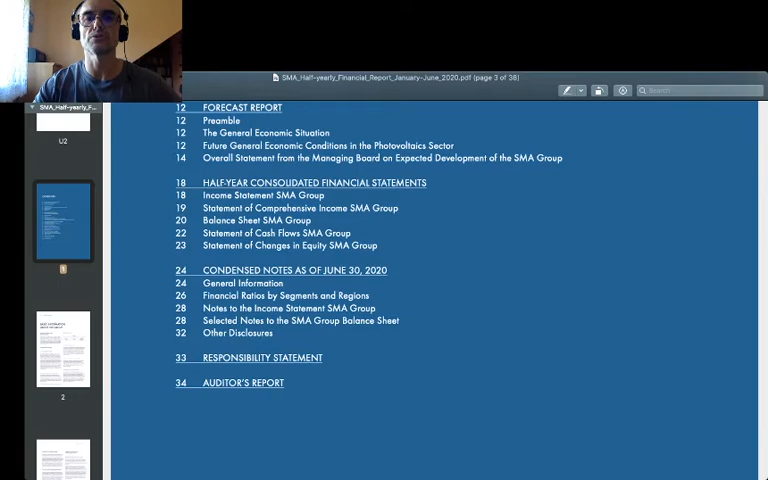 SMA_Half-yearly_Financial_Report_January-June_2020.pdf (page 3 of 38)
Search
SMA_Half-yearly_F...
U2
1
2
12 FORECAST REPORT
12 Preamble
12 The General Economic Situation
12 Future General Economic Conditions in the Photovoltaics Sector
14 Overall Statement from the Managing Board on Expected Development of the SMA Group
18 HALF-YEAR CONSOLIDATED FINANCIAL STATEMENTS
18 Income Statement SMA Group
19 Statement of Comprehensive Income SMA Group
20 Balance Sheet SMA Group
22 Statement of Cash Flows SMA Group
23 Statement of Changes in Equity SMA Group
24 CONDENSED NOTES AS OF JUNE 30, 2020
24 General Information
26 Financial Ratios by Segments and Regions
28 Notes to the Income Statement SMA Group
28 Selected Notes to the SMA Group Balance Sheet
32 Other Disclosures
33 RESPONSIBILITY STATEMENT
34 AUDITOR'S REPORT